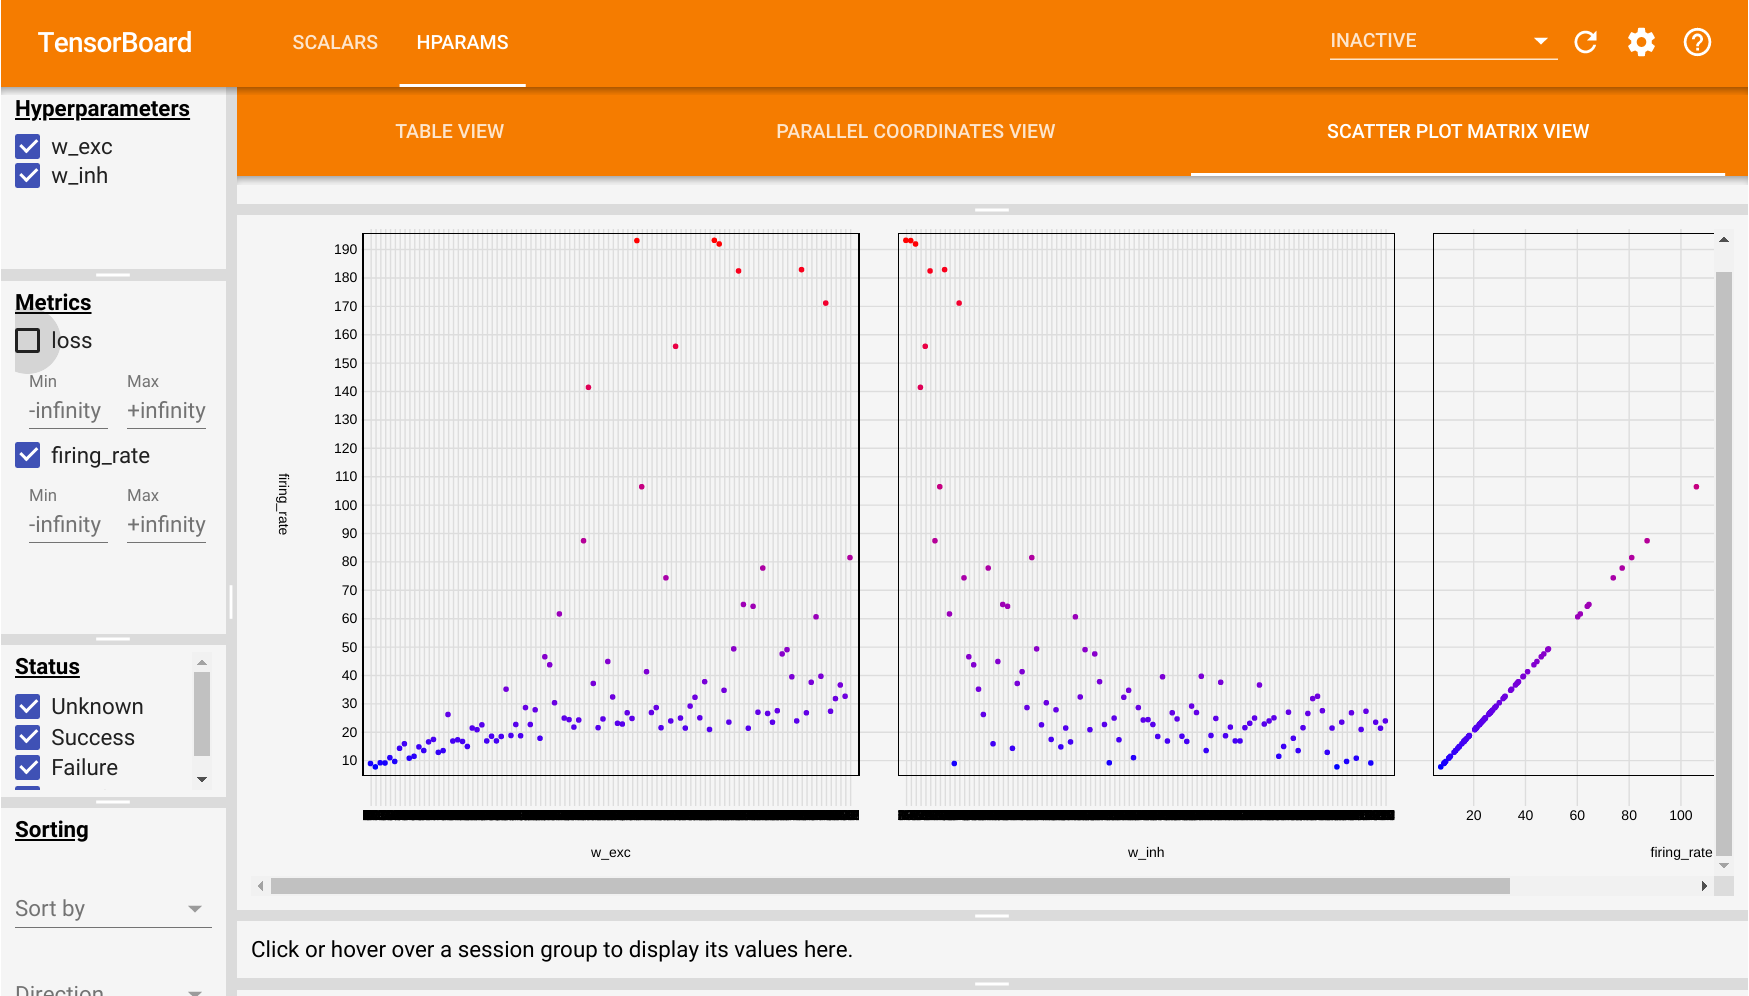 TensorBoard
SCALARS
HPARAMS
INACTIVE
Hyperparameters
w_exc
w_inh
Metrics
loss
Min
Max
-infinity
+infinity
firing_rate
Min
Max
-infinity
+infinity
Status
Unknown
Success
Failure
Sorting
Sort by
Direction
TABLE VIEW
PARALLEL COORDINATES VIEW
SCATTER PLOT MATRIX VIEW
190
180
170
160
150
140
130
120
110
100
90
80
70
60
50
40
30
20
10
firing_rate
20 40 60 80 100
w_exc
w_inh
firing_rate
Click or hover over a session group to display its values here.